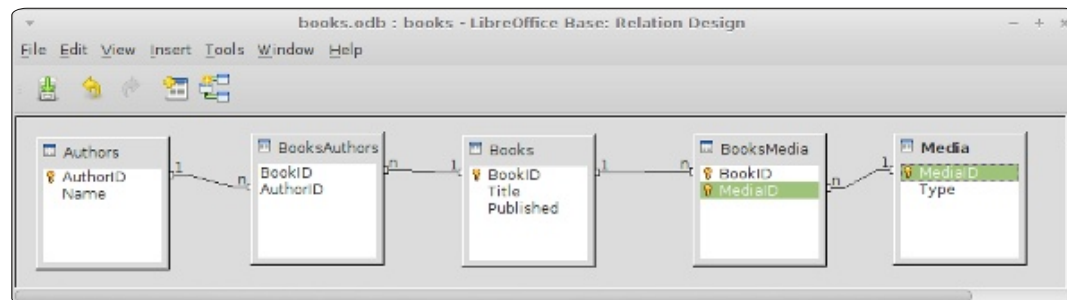 books.odb : books - LibreOffice Base: Relation Design
File Edit View Insert Tools Window Help
Authors
AuthorID
Name
1
n
BooksAuthors
BookID
AuthorID
n
1
Books
BookID
Title
Published
1
n
BooksMedia
BookID
MediaID
n
1
Media
MediaID
Type